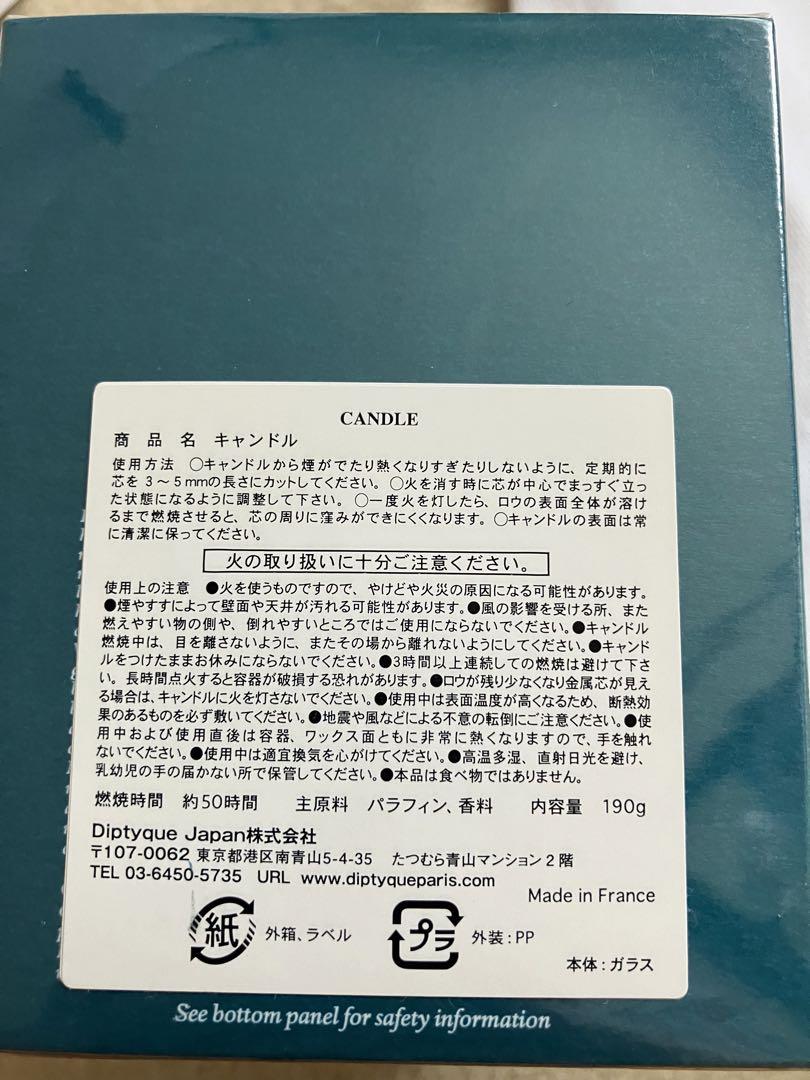 CANDLE
商 品 名 キャンドル
使用方法 ○キャンドルから煙がでたり熱くなりすぎたりしないように、定期的に
芯を3～5mmの長さにカットしてください。○火を消す時に芯が中心でまっすぐ立っ
た状態になるように調整して下さい。○一度火を灯したら、ロウの表面全体が溶け
るまで燃焼させると、芯の周りに窪みができにくくなります。○キャンドルの表面は常
に清潔に保ってください。
火の取り扱いに十分ご注意ください。
使用上の注意 ●火を使うものですので、やけどや火災の原因になる可能性があります。
●煙やすすによって壁面や天井が汚れる可能性があります。●風の影響を受ける所、また
燃えやすい物の側や、倒れやすいところではご使用にならないでください。●キャンドル
燃焼中は、目を離さないように、またその場から離れないようにしてください。●キャンド
ルをつけたままお休みにならないでください。●3時間以上連続しての燃焼は避けて下さ
い。長時間点火すると容器が破損する恐れがあります。●ロウが残り少なくなり金属芯が見え
る場合は、キャンドルに火を灯さないでください。●使用中は表面温度が高くなるため、断熱効
果のあるものを必ず敷いてください。●地震や風などによる不意の転倒にご注意ください。●使
用中および使用直後は容器、ワックス面ともに非常に熱くなりますので、手を触れ
ないでください。●使用中は適宜換気を心がけてください。●高温多湿、直射日光を避け、
乳幼児の手の届かない所で保管してください。●本品は食べ物ではありません。
燃焼時間 約50時間 主原料 パラフィン、香料 内容量 190g
Diptyque Japan株式会社
〒107-0062 東京都港区南青山5-4-35 たつむら青山マンション2階
TEL 03-6450-5735 URL www.diptyqueparis.com
Made in France
紙 外箱、ラベル プラ 外装:PP
本体:ガラス
See bottom panel for safety information